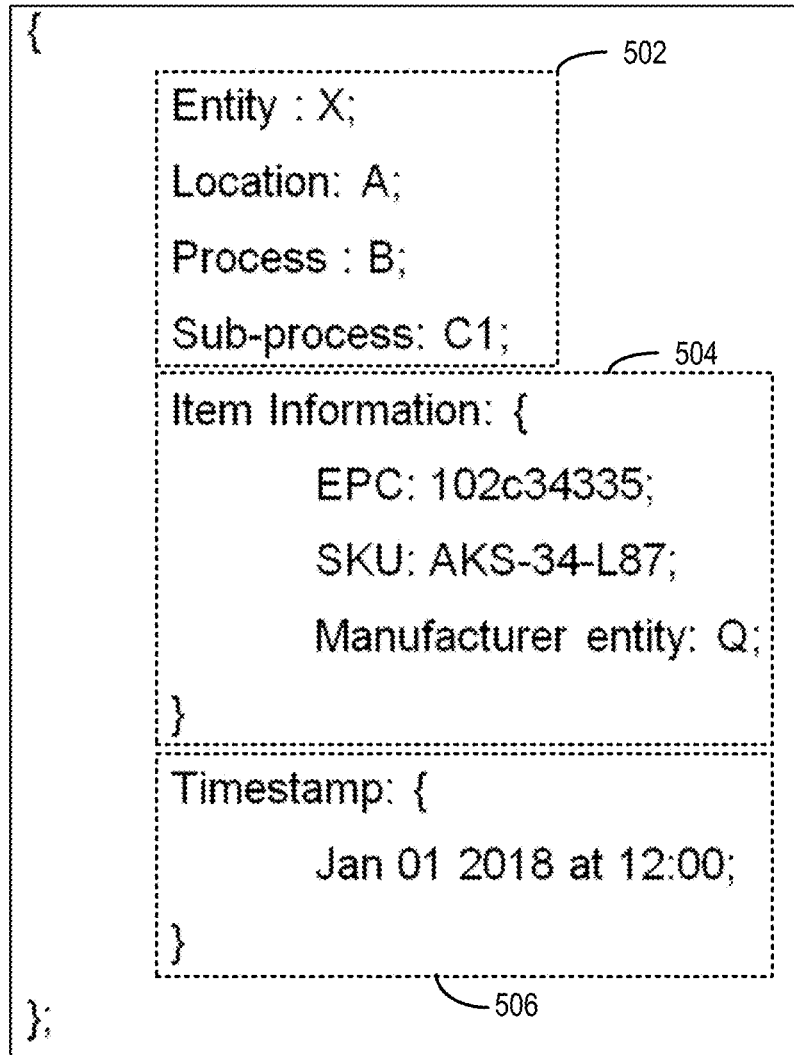 {
502
Entity : X;
Location: A;
Process : B;
Sub-process: C1;
504
Item Information: {
EPC: 102c34335;
SKU: AKS-34-L87;
Manufacturer entity: Q;
}
Timestamp: {
Jan 01 2018 at 12:00;
}
506
};